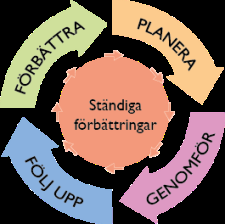 FÖRBÄTTRA
PLANERA
Ständiga
förbättringar
FÖLJ UPP
GENOMFÖR